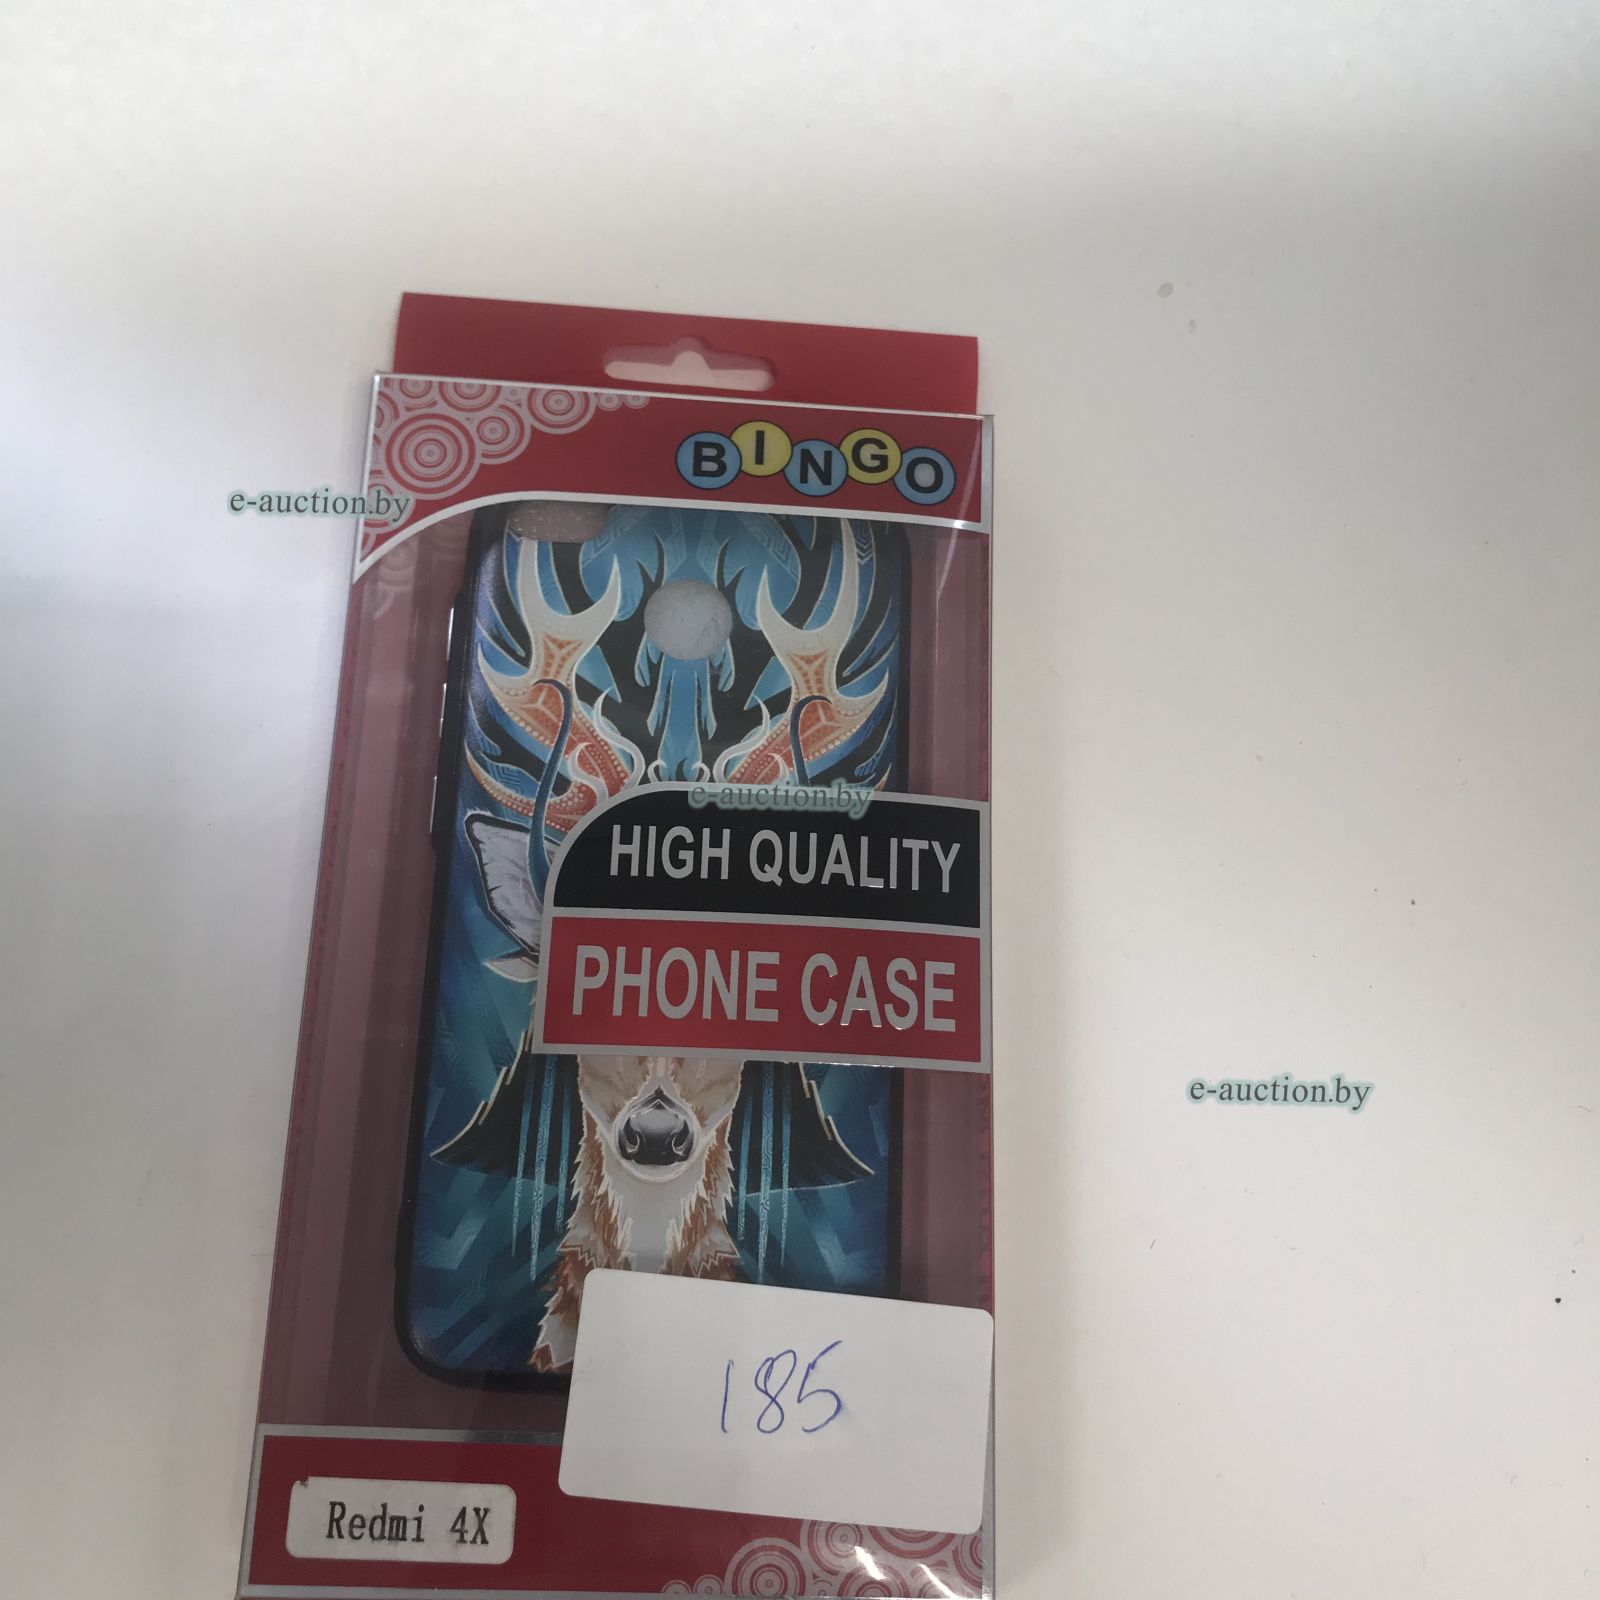 BINGO
e-auction.by
e-auction.by
HIGH QUALITY
PHONE CASE
e-auction.by
185
Redmi 4X